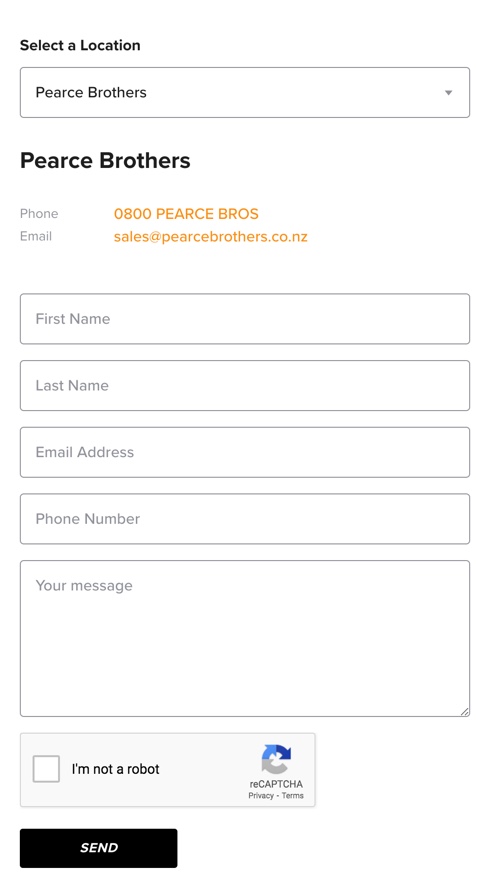 Select a Location
Pearce Brothers
Pearce Brothers
Phone 0800 PEARCE BROS
Email sales@pearcebrothers.co.nz
First Name
Last Name
Email Address
Phone Number
Your message
I'm not a robot
reCAPTCHA
Privacy - Terms
SEND